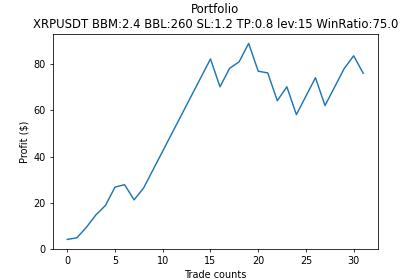 Portfolio
XRPUSDT BBM:2.4 BBL:260 SL:1.2 TP:0.8 lev:15 WinRatio:75.0
80
60
40
20
0
Profit ($)
0 5 10 15 20 25 30
Trade counts